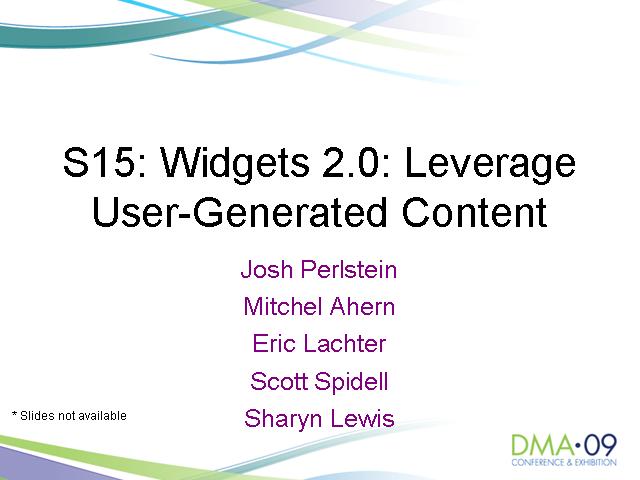 S15: Widgets 2.0: Leverage
User-Generated Content
Josh Perlstein
Mitchel Ahern
Eric Lachter
Scott Spidell
Sharyn Lewis
* Slides not available
DMA•09
CONFERENCE & EXHIBITION